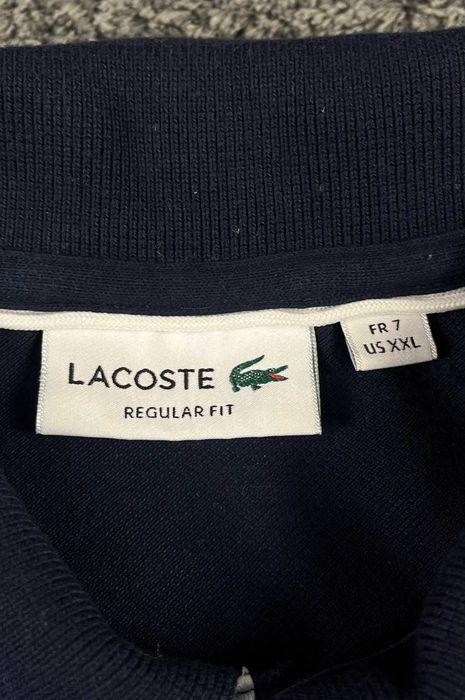 LACOSTE
REGULAR FIT
FR 7
US XXL